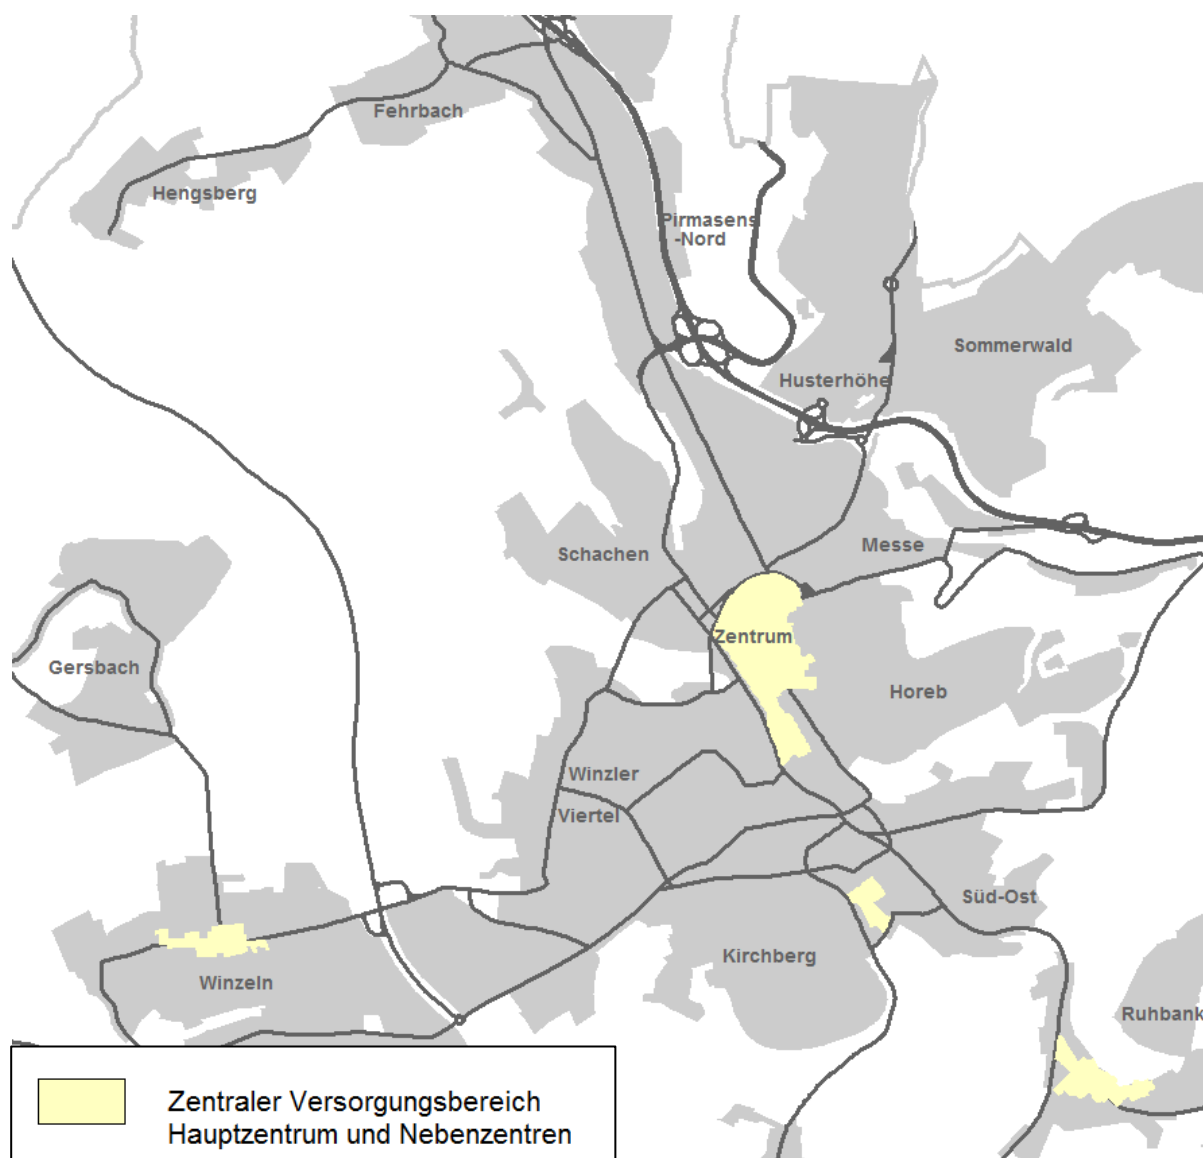 Fehrbach
Hengsberg
Pirmasens
-Nord
Sommerwald
Husterhöhe
Messe
Schachen
Zentrum
Gersbach
Horeb
Winzler
Viertel
Süd-Ost
Kirchberg
Winzeln
Ruhbank
Zentraler Versorgungsbereich
Hauptzentrum und Nebenzentren